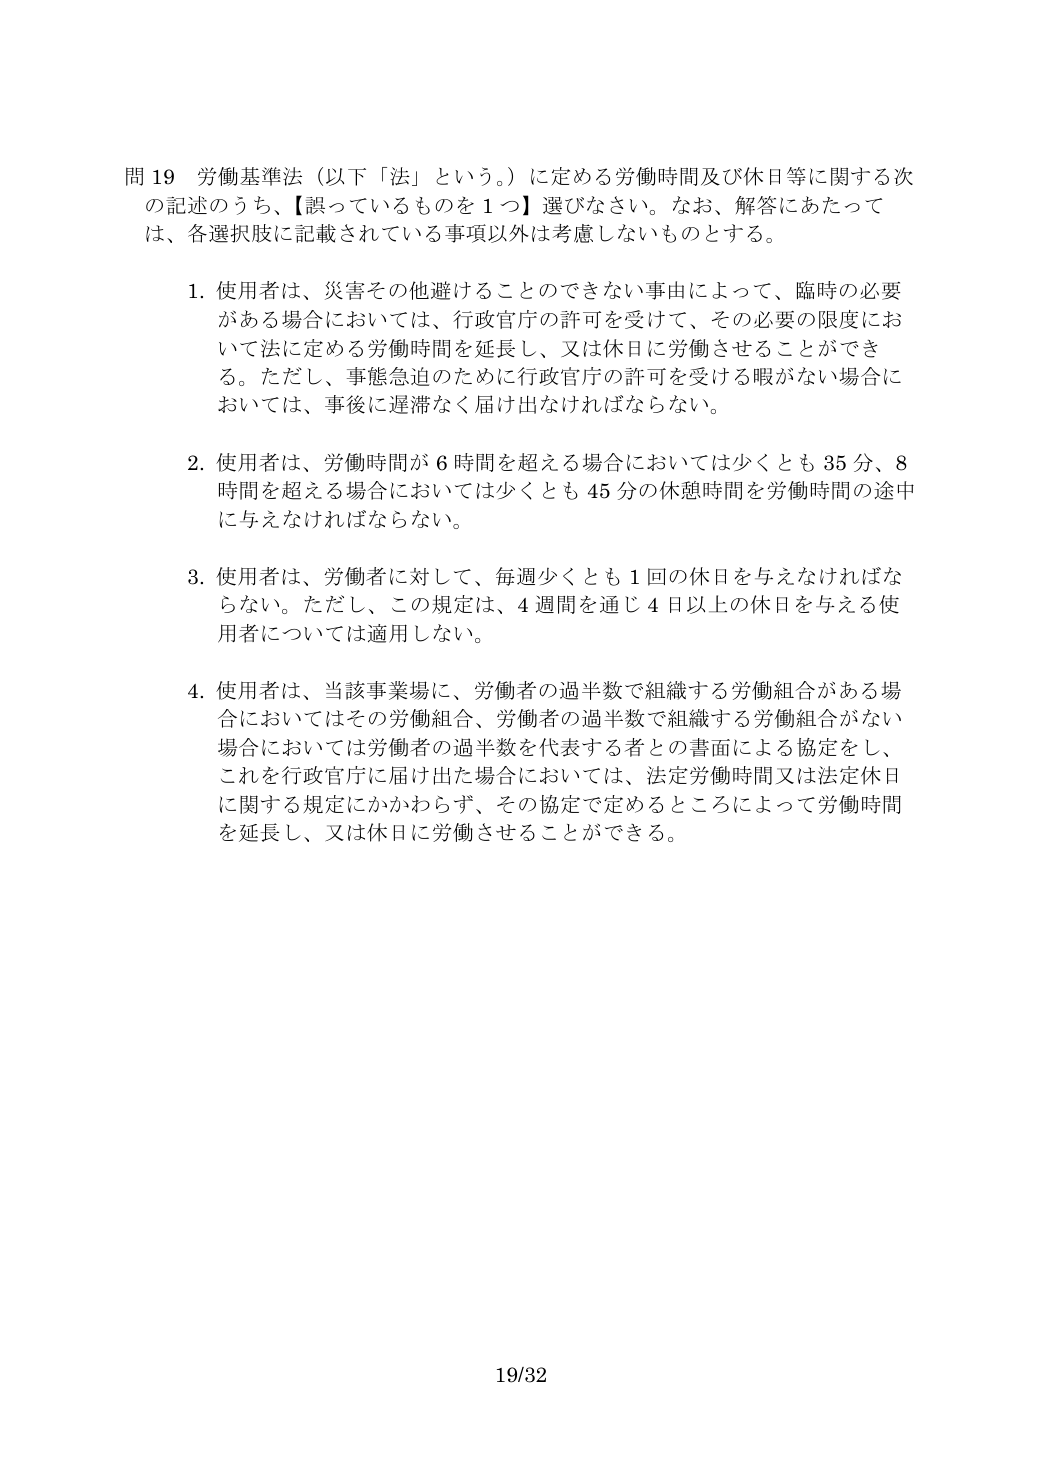 問 19　労働基準法（以下「法」という。）に定める労働時間及び休日等に関する次
の記述のうち、【誤っているものを 1 つ】選びなさい。なお、解答にあたって
は、各選択肢に記載されている事項以外は考慮しないものとする。
1. 使用者は、災害その他避けることのできない事由によって、臨時の必要
がある場合においては、行政官庁の許可を受けて、その必要の限度にお
いて法に定める労働時間を延長し、又は休日に労働させることができ
る。ただし、事態急迫のために行政官庁の許可を受ける暇がない場合に
おいては、事後に遅滞なく届け出なければならない。
2. 使用者は、労働時間が 6 時間を超える場合においては少くとも 35 分、8
時間を超える場合においては少くとも 45 分の休憩時間を労働時間の途中
に与えなければならない。
3. 使用者は、労働者に対して、毎週少くとも 1 回の休日を与えなければな
らない。ただし、この規定は、4 週間を通じ 4 日以上の休日を与える使
用者については適用しない。
4. 使用者は、当該事業場に、労働者の過半数で組織する労働組合がある場
合においてはその労働組合、労働者の過半数で組織する労働組合がない
場合においては労働者の過半数を代表する者との書面による協定をし、
これを行政官庁に届け出た場合においては、法定労働時間又は法定休日
に関する規定にかかわらず、その協定で定めるところによって労働時間
を延長し、又は休日に労働させることができる。
19/32